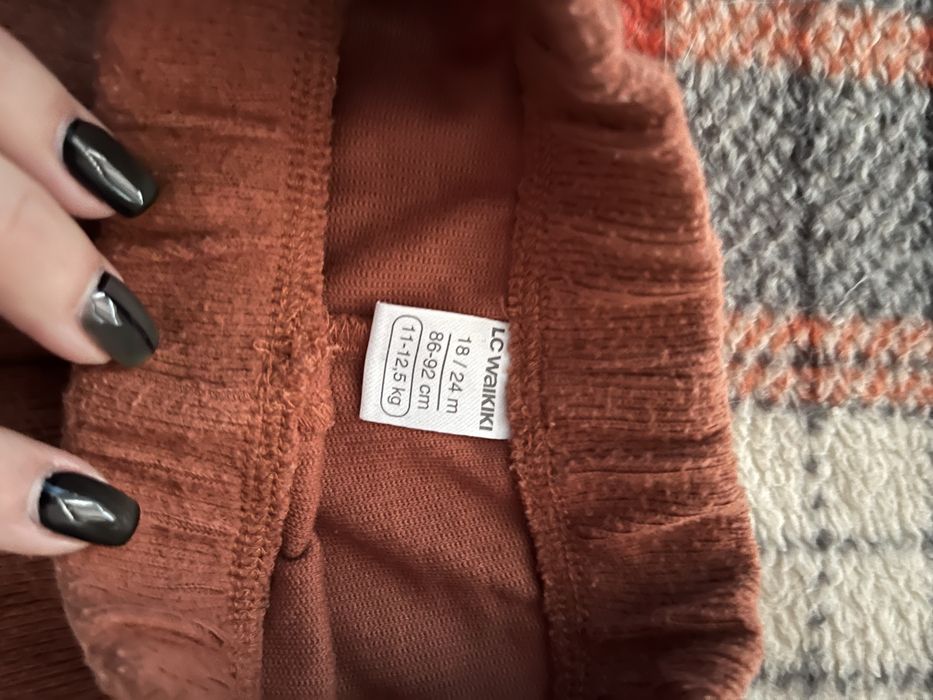 LC WAIKIKI
18 / 24 m
86-92 cm
11-12,5 kg